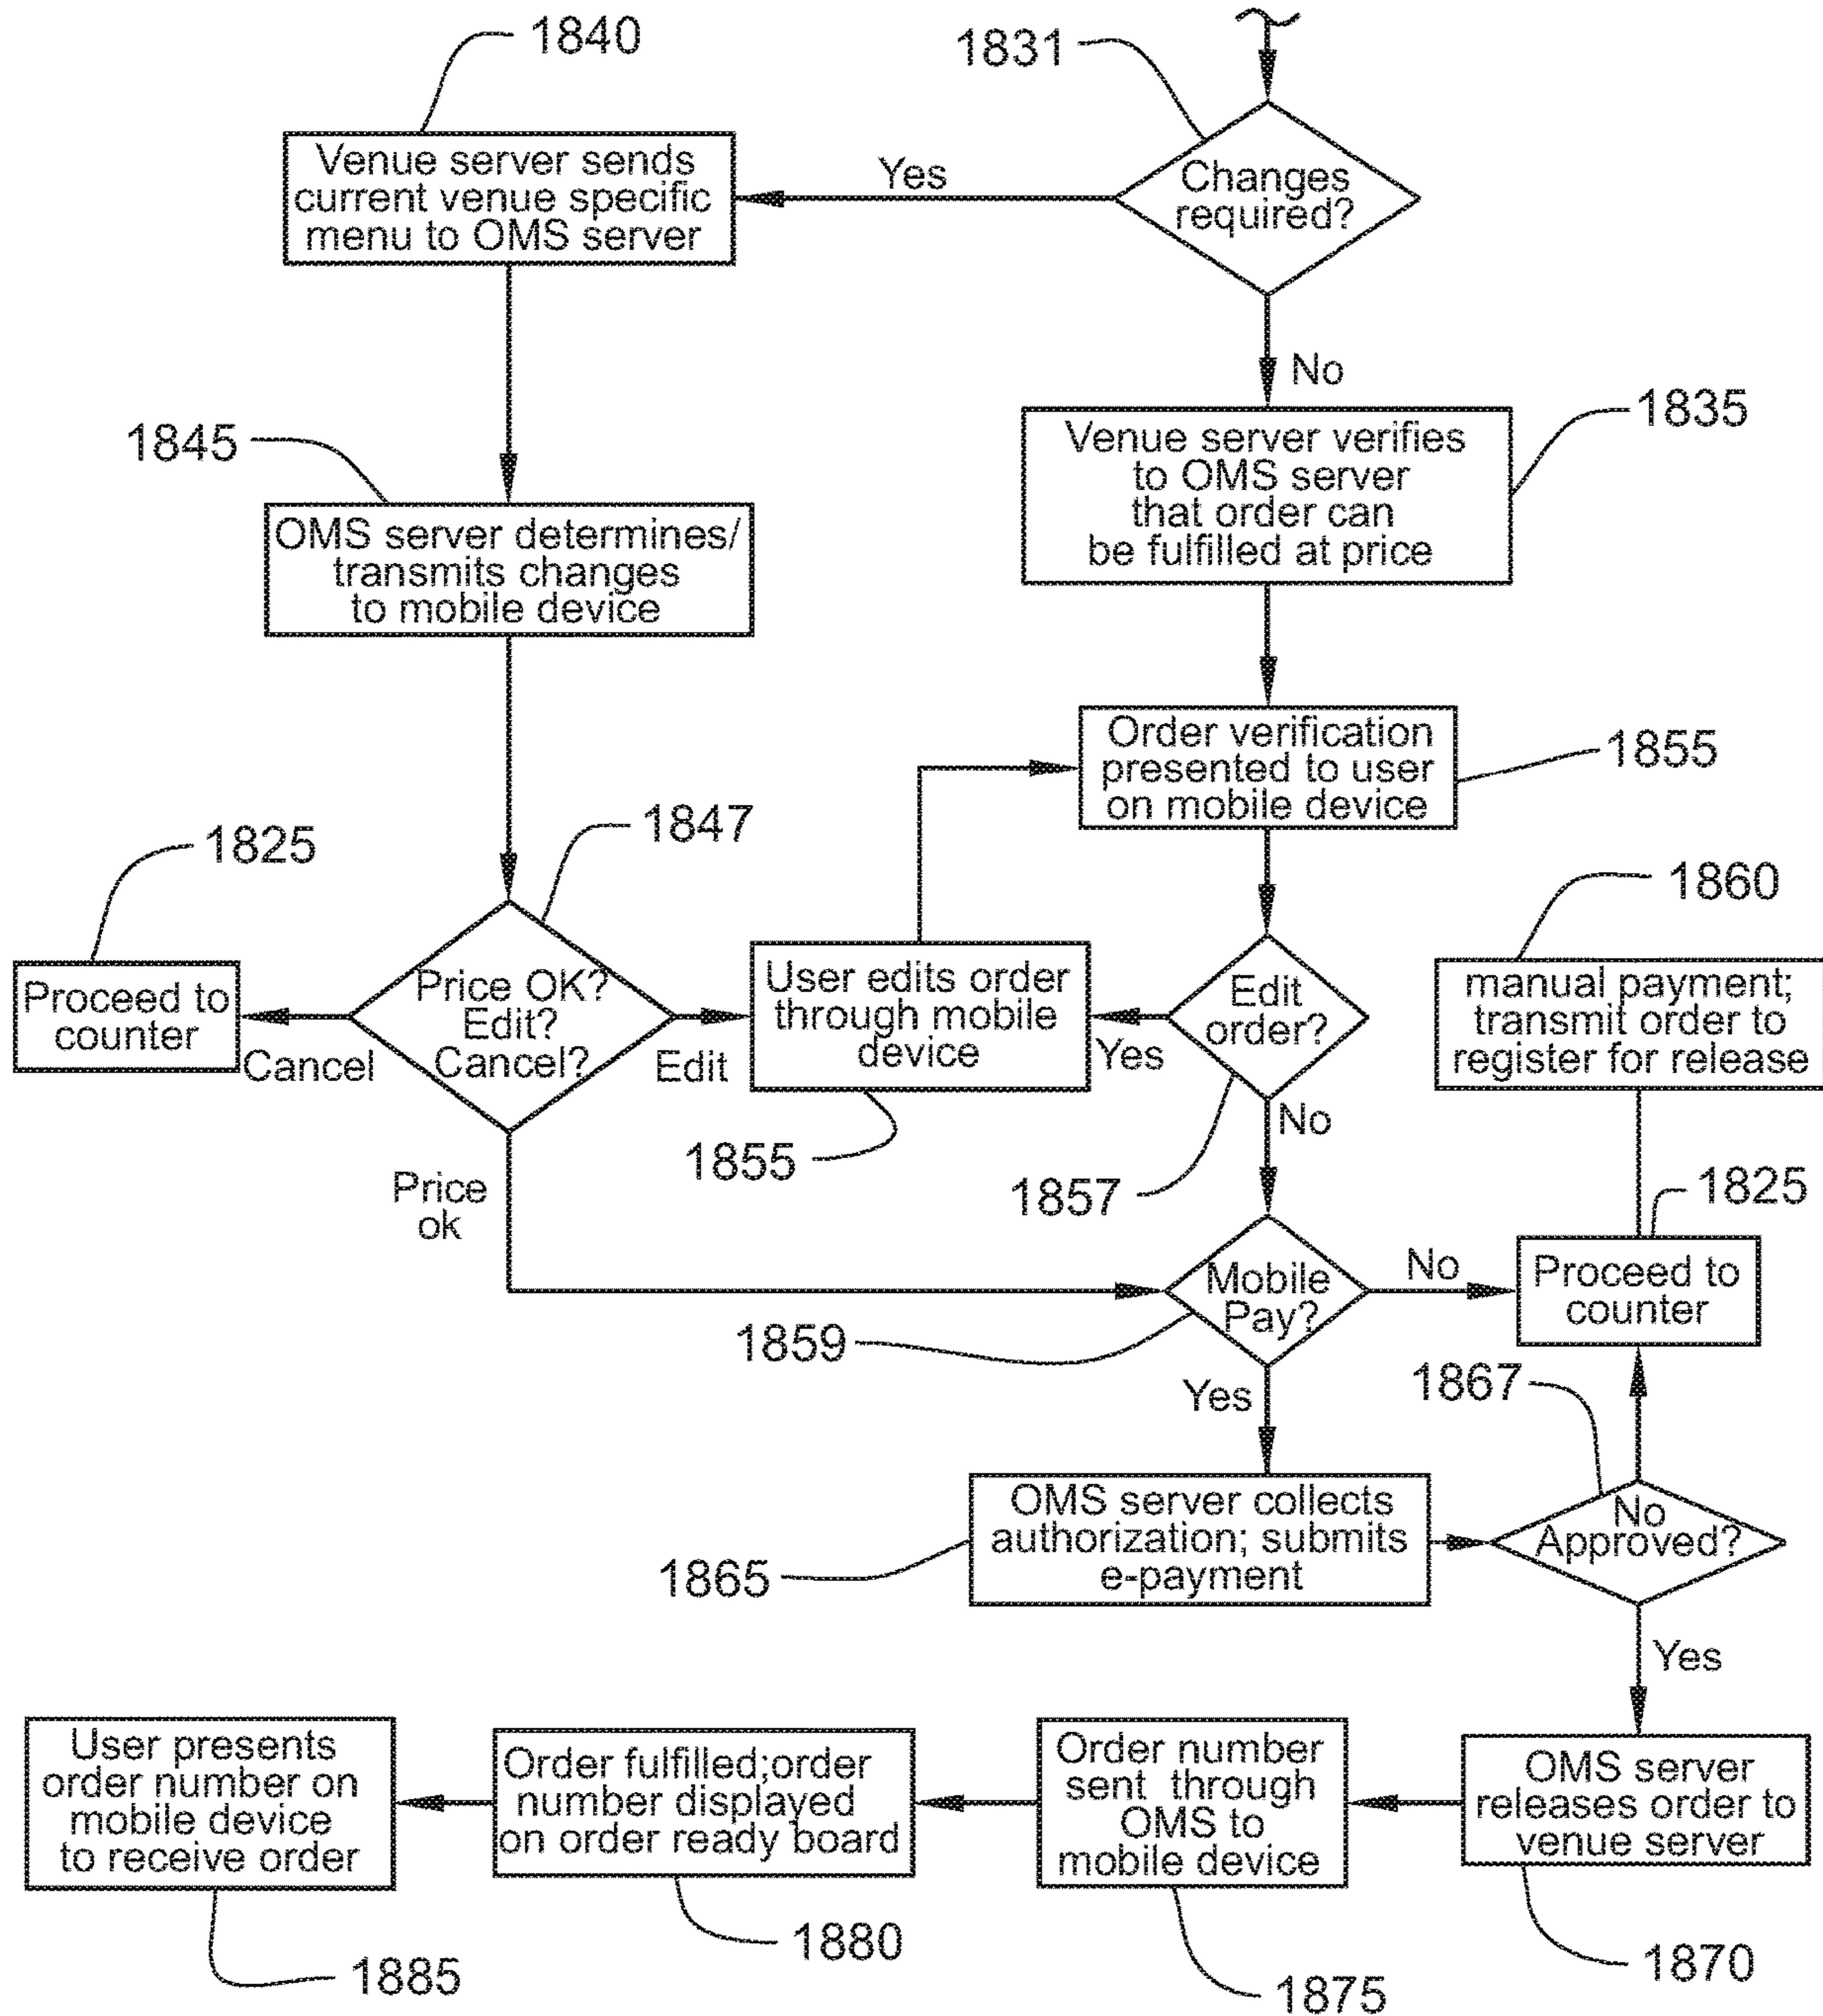 1840
1831
Venue server sends
current venue specific
menu to OMS server
Yes
Changes
required?
No
1835
1845
Venue server verifies
to OMS server
that order can
be fulfilled at price
OMS server determines/
transmits changes
to mobile device
Order verification
presented to user
on mobile device
1855
1847
1825
1860
Proceed to
counter
Cancel
Price OK?
Edit?
Cancel?
Edit
User edits order
through mobile
device
Yes
Edit
order?
manual payment;
transmit order to
register for release
No
1855
1857
1825
Price
ok
Mobile
Pay?
No
Proceed to
counter
1859
Yes
1867
OMS server collects
authorization; submits
e-payment
No
Approved?
1865
Yes
User presents
order number on
mobile device
to receive order
Order fulfilled;order
number displayed
on order ready board
Order number
sent through
OMS to
mobile device
OMS server
releases order to
venue server
1885
1880
1875
1870